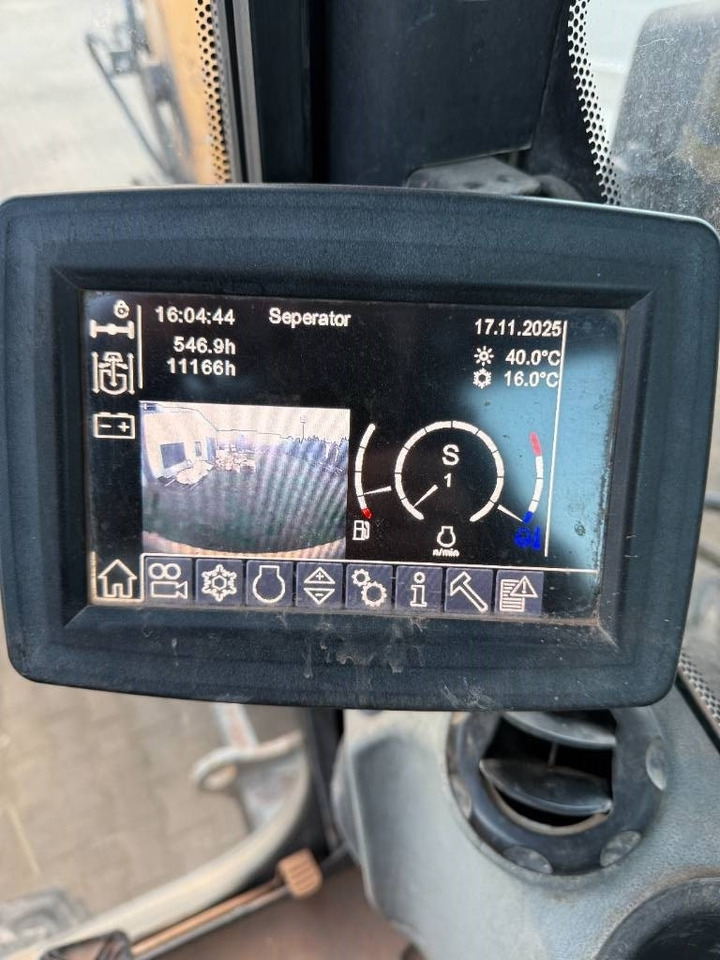 16:04:44 Seperator 17.11.2025
546.9h 40.0°C
11166h 16.0°C
S
1
n/min